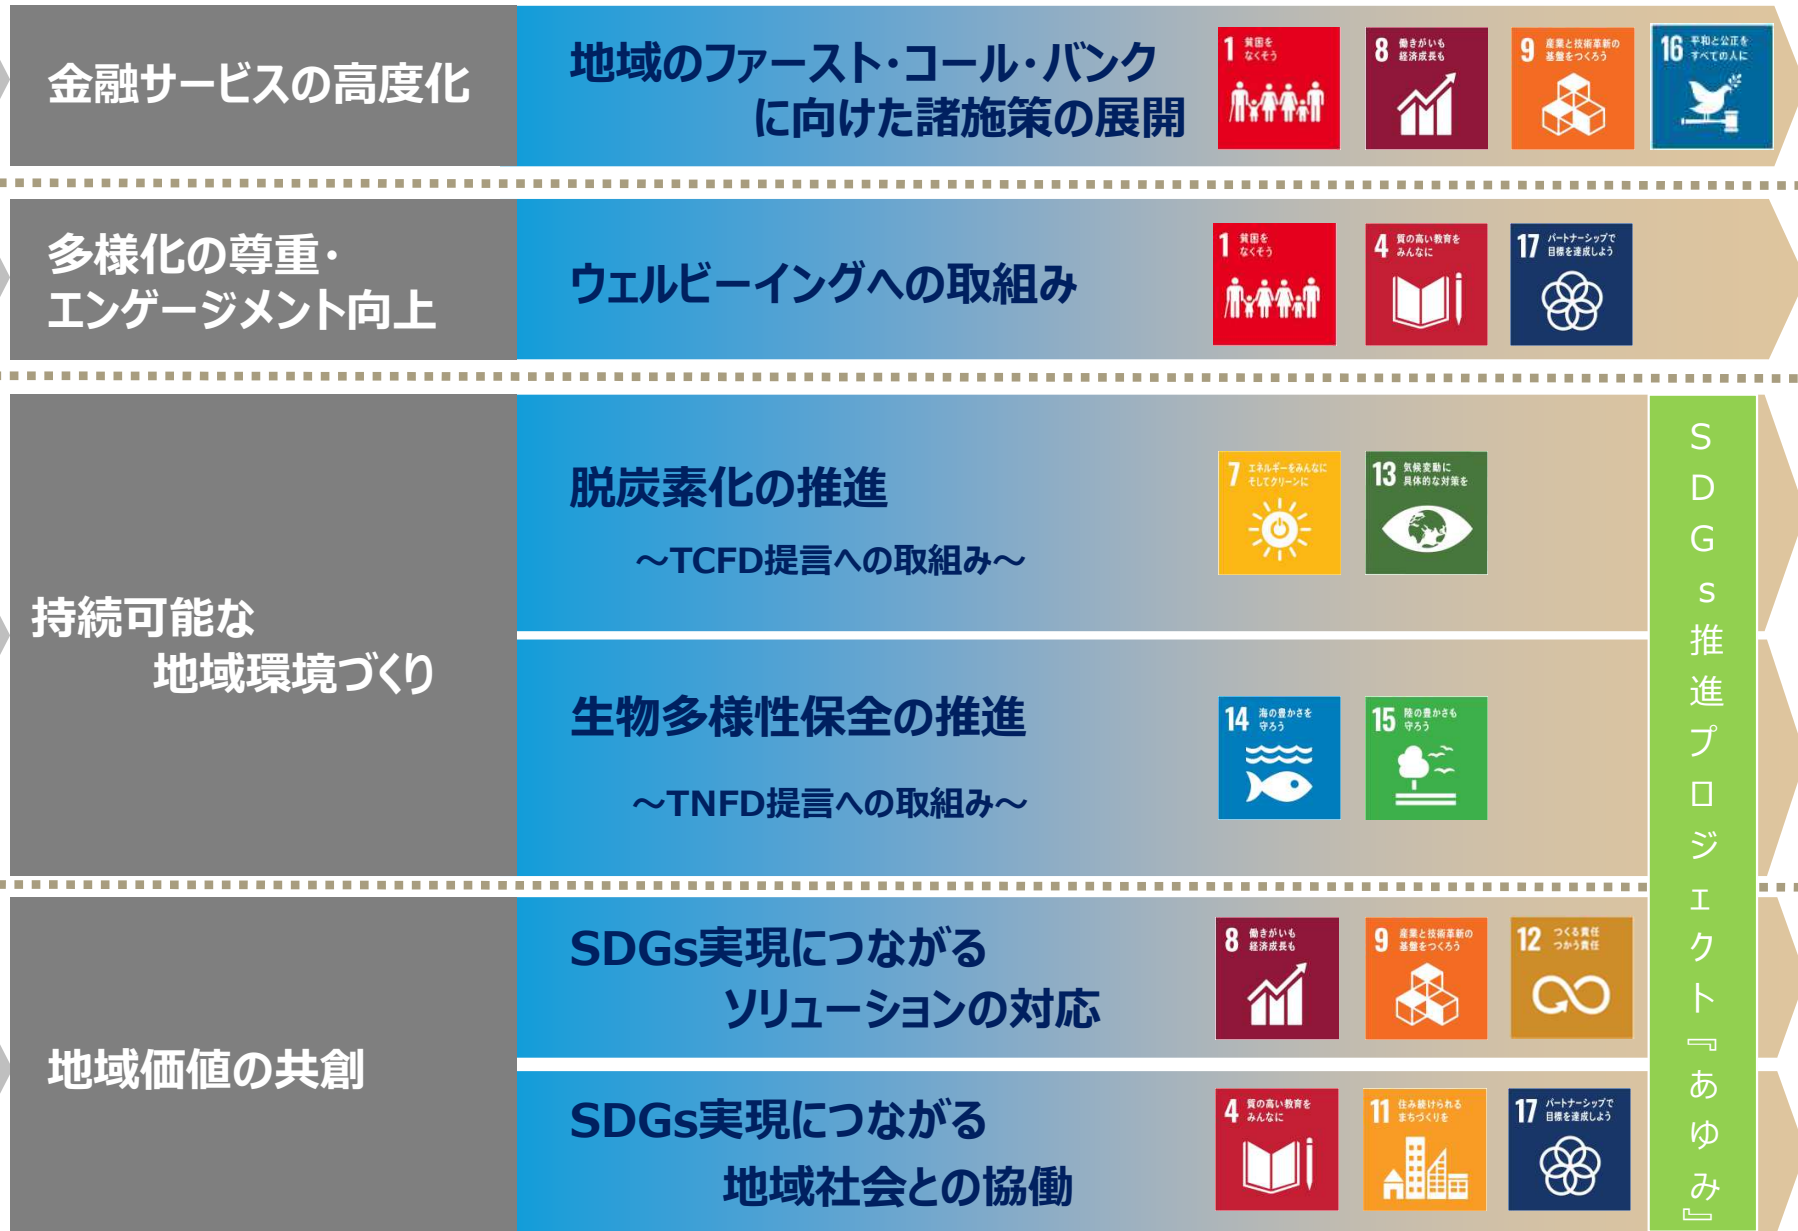 金融サービスの高度化
地域のファースト・コール・バンク
に向けた諸施策の展開
1 貧困を
なくそう
8 働きがいも
経済成長も
9 産業と技術革新の
基盤をつくろう
16 平和と公正を
すべての人に
多様化の尊重・
エンゲージメント向上
ウェルビーイングへの取組み
1 貧困を
なくそう
4 質の高い教育を
みんなに
17 パートナーシップで
目標を達成しよう
持続可能な
地域環境づくり
脱炭素化の推進
～TCFD提言への取組み～
7 エネルギーをみんなに
そしてクリーンに
13 気候変動に
具体的な対策を
生物多様性保全の推進
～TNFD提言への取組み～
14 海の豊かさを
守ろう
15 陸の豊かさも
守ろう
地域価値の共創
SDGs実現につながる
ソリューションの対応
8 働きがいも
経済成長も
9 産業と技術革新の
基盤をつくろう
12 つくる責任
つかう責任
SDGs実現につながる
地域社会との協働
4 質の高い教育を
みんなに
11 住み続けられる
まちづくりを
17 パートナーシップで
目標を達成しよう
SDGs推進プロジェクト『あゆみ』